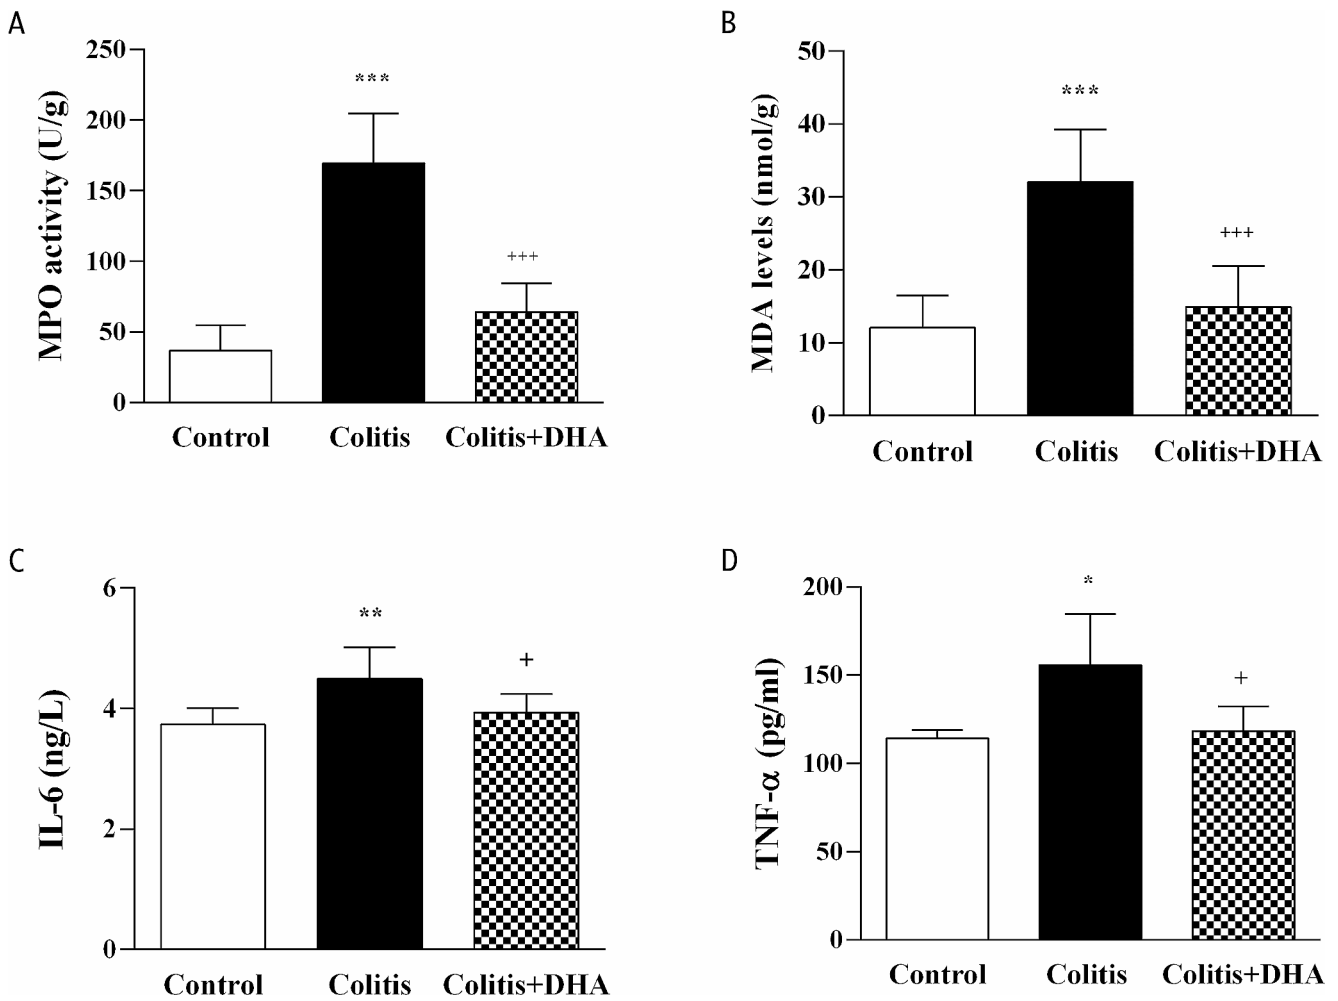 A
MPO activity (U/g)
250
200
150
100
50
0
***
+++
Control
Colitis
Colitis+DHA
B
MDA levels (nmol/g)
50
40
30
20
10
0
***
+++
Control
Colitis
Colitis+DHA
C
IL-6 (ng/L)
6
4
2
0
**
+
Control
Colitis
Colitis+DHA
D
TNF-α (pg/ml)
200
150
100
50
0
*
+
Control
Colitis
Colitis+DHA